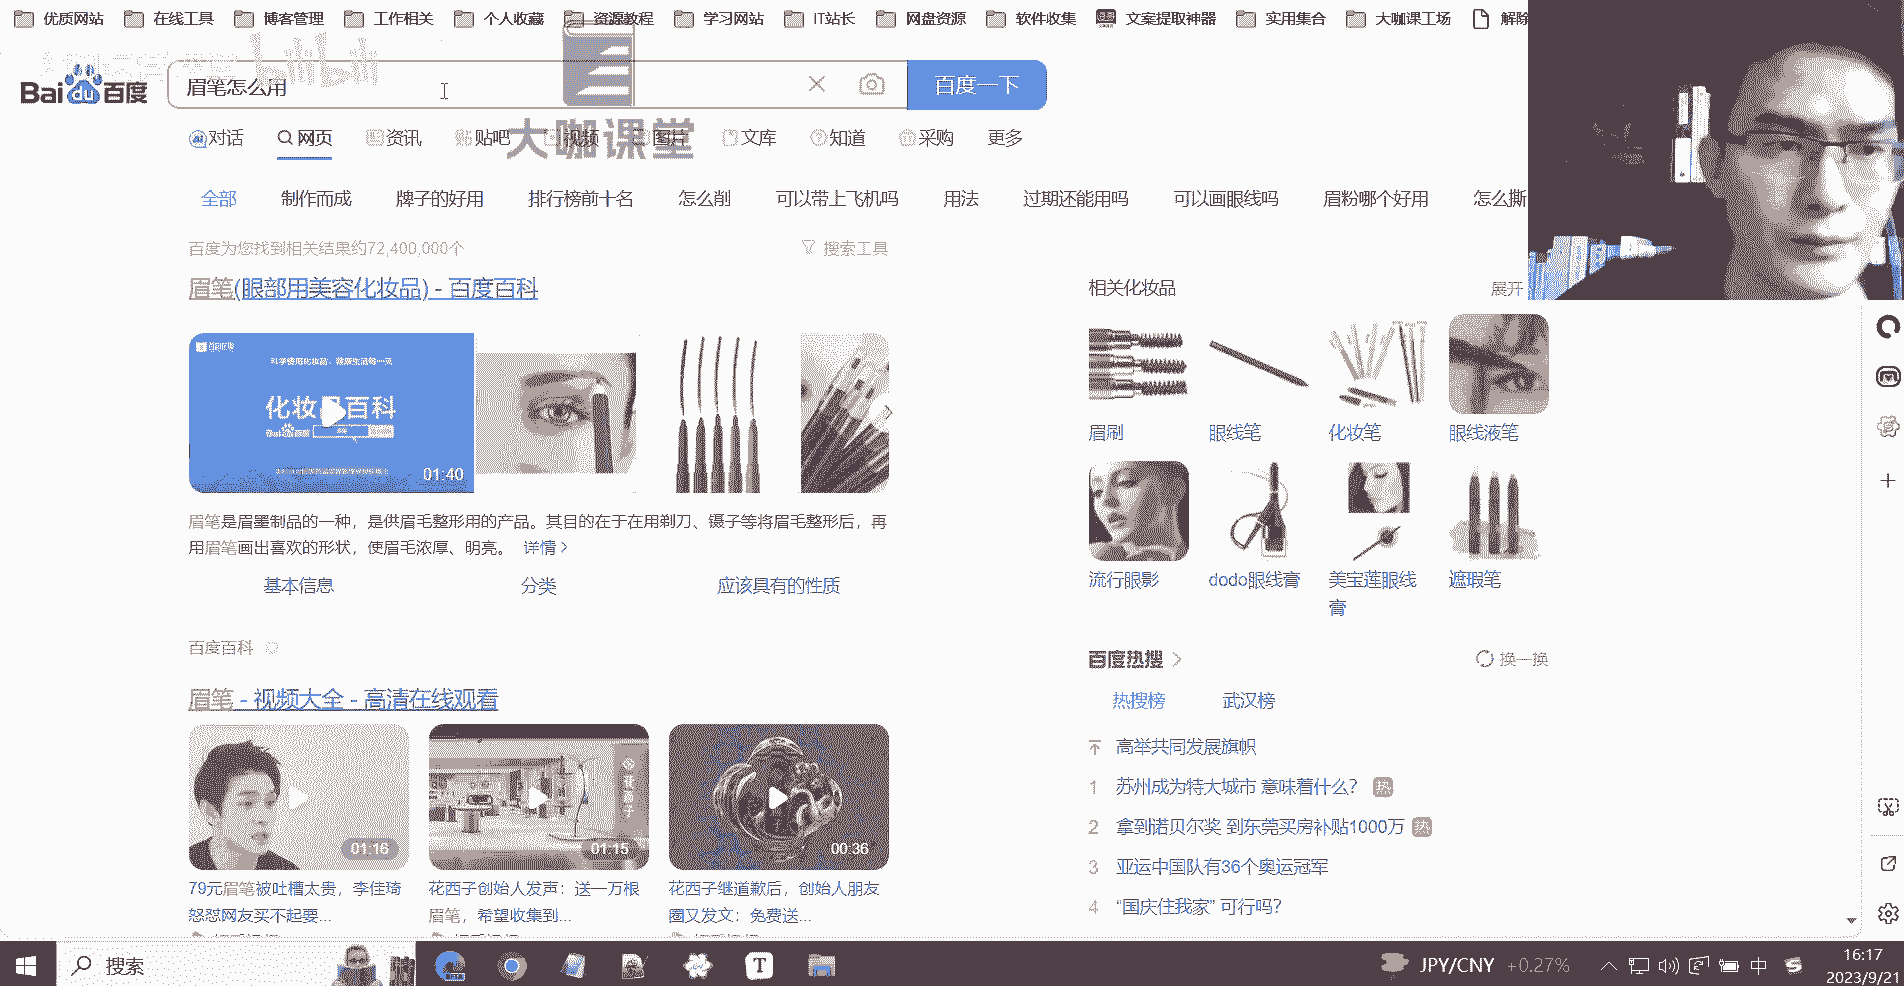 优质网站 在线工具 博客管理 工作相关 个人收藏 资源教程 学习网站 IT站长 网盘资源 软件收集 文案提取神器 实用集合 大咖课工场 解除
Bai du 百度 眉笔怎么用 百度一下
大咖课堂
对话 网页 资讯 贴吧 视频 图片 文库 知道 采购 更多
全部 制作而成 牌子的好用 排行榜前十名 怎么削 可以带上飞机吗 用法 过期还能用吗 可以画眼线吗 眉粉哪个好用 怎么撕
百度为您找到相关结果约72,400,000个 搜索工具
眉笔(眼部用美容化妆品) - 百度百科
化妆品百科
01:40
眉笔是眉墨制品的一种，是供眉毛整形用的产品。其目的在于在用剃刀、镊子等将眉毛整形后，再
用眉笔画出喜欢的形状，使眉毛浓厚、明亮。 详情>
基本信息 分类 应该具有的性质
百度百科
眉笔 - 视频大全 - 高清在线观看
01:16 01:15 00:36
79元眉笔被吐槽太贵，李佳琦
怒怼网友买不起要...
花西子创始人发声：送一万根
眉笔，希望收集到...
花西子继道歉后，创始人朋友
圈又发文：免费送...
相关化妆品 展开
眉刷 眼线笔 化妆笔 眼线液笔
流行眼影 dodo眼线膏 美宝莲眼线
膏 遮瑕笔
百度热搜 > 换一换
热搜榜 武汉榜
高举共同发展旗帜
1 苏州成为特大城市 意味着什么？ 热
2 拿到诺贝尔奖 到东莞买房补贴1000万 热
3 亚运中国队有36个奥运冠军
4 “国庆住我家” 可行吗？
搜索 T JPY/CNY +0.27% 中 16:17
2023/9/21